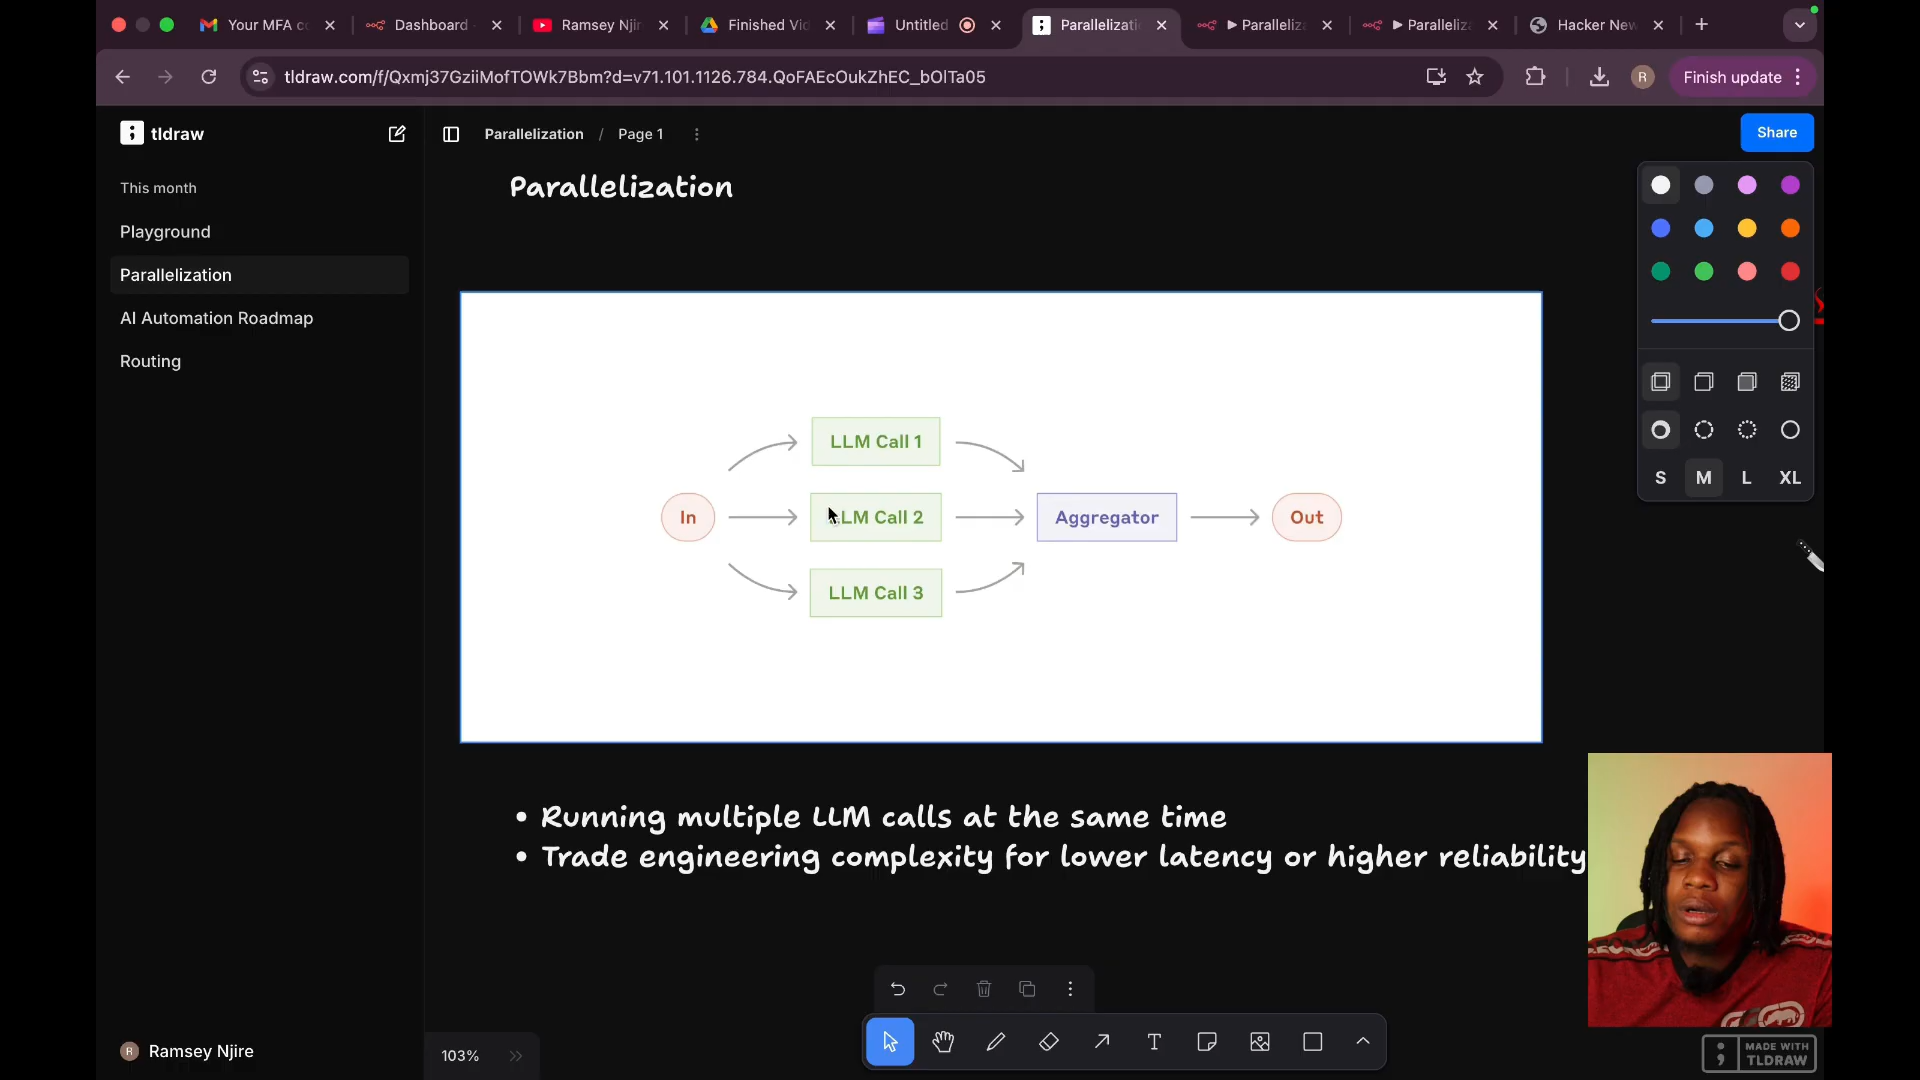 Your MFA c
Dashboard
Ramsey Njir
Finished Vid
Untitled
Parallelizati
▶ Paralleliza
▶ Paralleliza
Hacker New
tldraw.com/f/Qxmj37GziiMofTOWk7Bbm?d=v71.101.1126.784.QoFAEcOukZhEC_bOlTa05
R
Finish update
tldraw
Parallelization / Page 1
Share
This month
Playground
Parallelization
AI Automation Roadmap
Routing
Parallelization
LLM Call 1
In
LLM Call 2
Aggregator
Out
LLM Call 3
S M L XL
• Running multiple LLM calls at the same time
• Trade engineering complexity for lower latency or higher reliability
R Ramsey Njire
103%
MADE WITH
TLDRAW